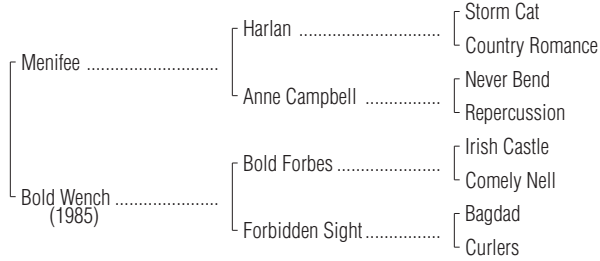 Storm Cat
Harlan ..............................
Country Romance
Menifee ............................
Never Bend
Anne Campbell ................
Repercussion
Irish Castle
Bold Forbes ......................
Comely Nell
Bold Wench ......................
(1985)
Bagdad
Forbidden Sight................
Curlers